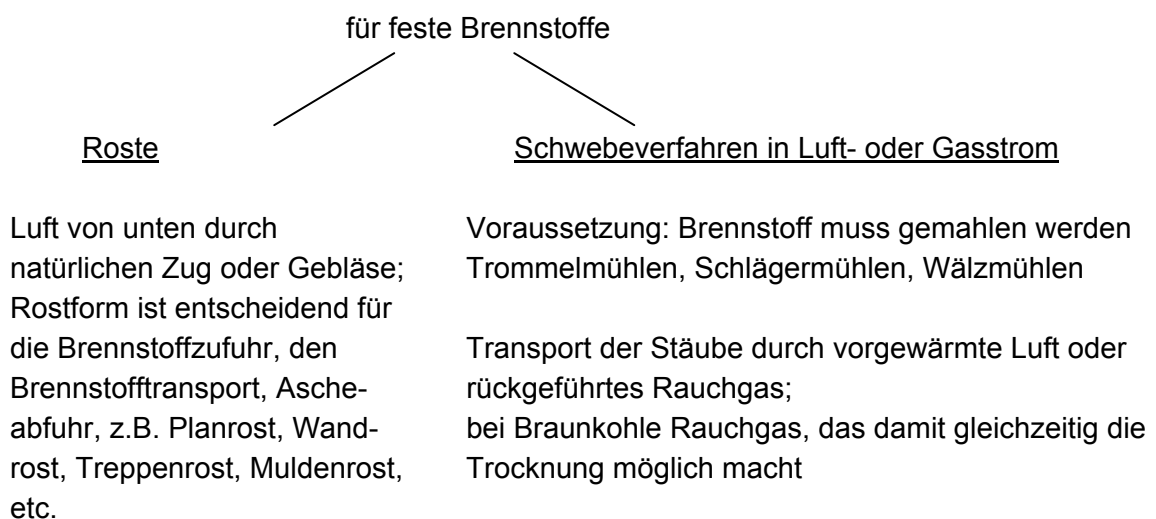 für feste Brennstoffe
Roste
Luft von unten durch
natürlichen Zug oder Gebläse;
Rostform ist entscheidend für
die Brennstoffzufuhr, den
Brennstofftransport, Asche-
abfuhr, z.B. Planrost, Wand-
rost, Treppenrost, Muldenrost,
etc.
Schwebeverfahren in Luft- oder Gasstrom
Voraussetzung: Brennstoff muss gemahlen werden
Trommelmühlen, Schlägermühlen, Wälzmühlen
Transport der Stäube durch vorgewärmte Luft oder
rückgeführtes Rauchgas;
bei Braunkohle Rauchgas, das damit gleichzeitig die
Trocknung möglich macht